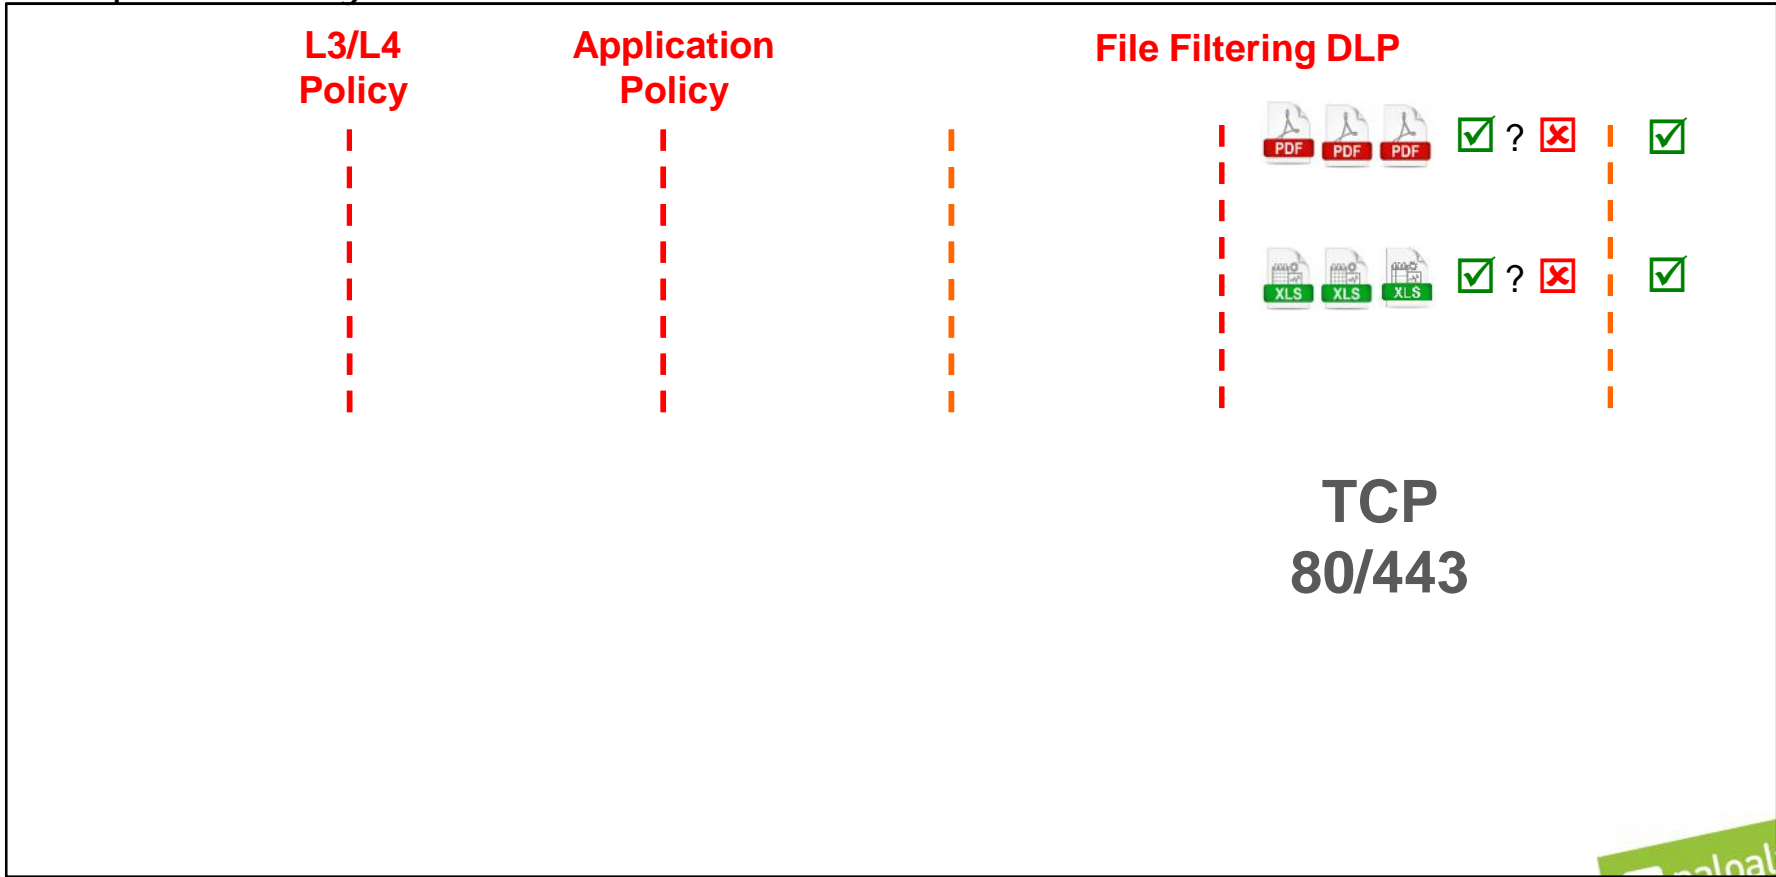 L3/L4
Policy
Application
Policy
File Filtering DLP
PDF PDF PDF ☑ ? ☒ ☑
XLS XLS XLS ☑ ? ☒ ☑
TCP
80/443